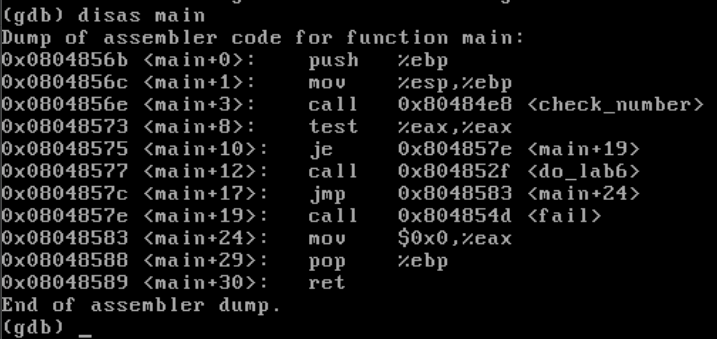 (gdb) disas main
Dump of assembler code for function main:
0x0804856b <main+0>:    push   %ebp
0x0804856c <main+1>:    mov    %esp,%ebp
0x0804856e <main+3>:    call   0x80484e8 <check_number>
0x08048573 <main+8>:    test   %eax,%eax
0x08048575 <main+10>:   je     0x804857e <main+19>
0x08048577 <main+12>:   call   0x804852f <do_lab6>
0x0804857c <main+17>:   jmp    0x8048583 <main+24>
0x0804857e <main+19>:   call   0x804854d <fail>
0x08048583 <main+24>:   mov    $0x0,%eax
0x08048588 <main+29>:   pop    %ebp
0x08048589 <main+30>:   ret
End of assembler dump.
(gdb) _